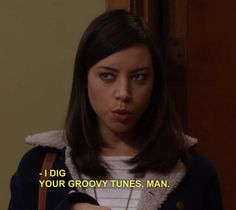 - I DIG
YOUR GROOVY TUNES, MAN.